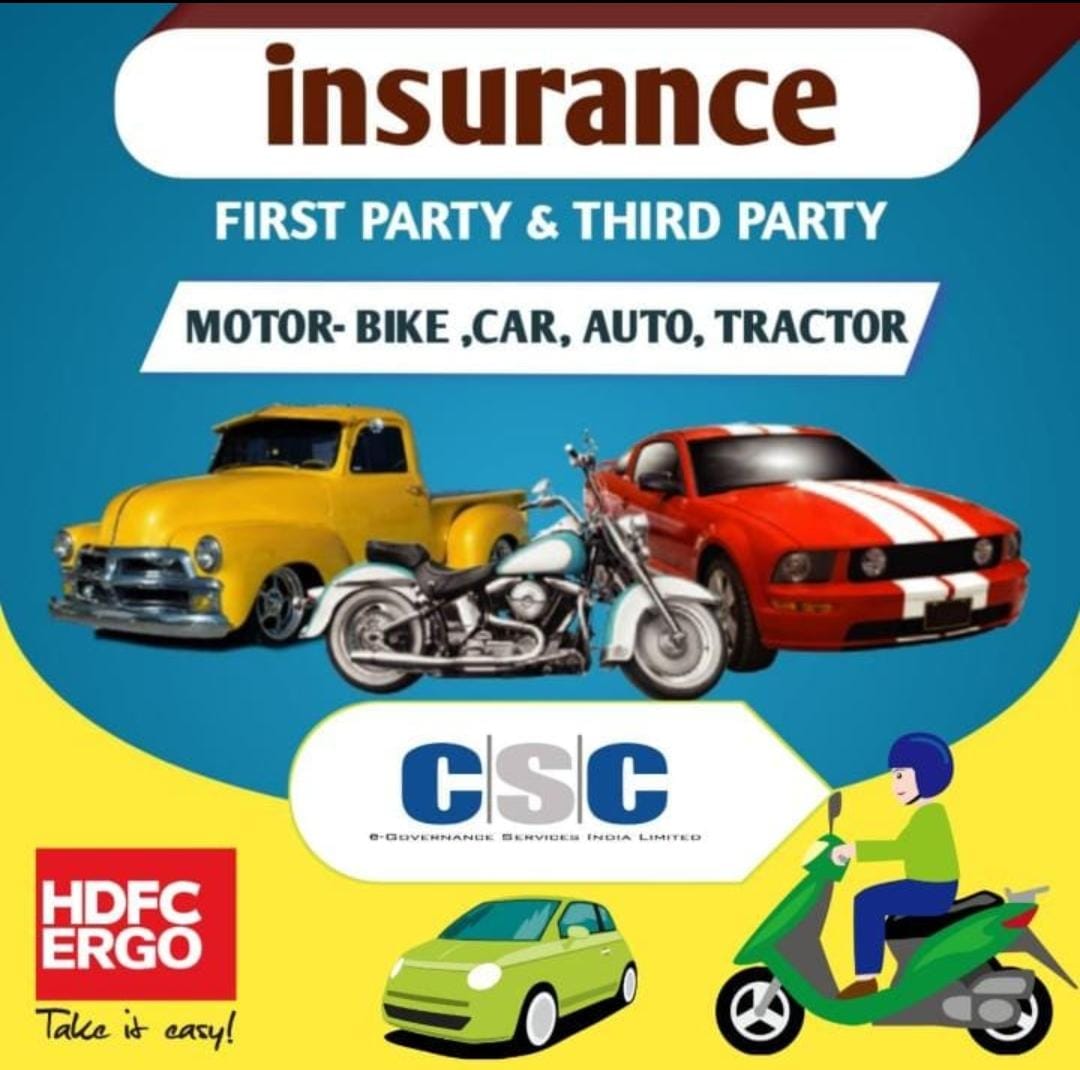 insurance
FIRST PARTY & THIRD PARTY
MOTOR- BIKE ,CAR, AUTO, TRACTOR
CSC
e-Governance Services India Limited
HDFC
ERGO
Take it easy!